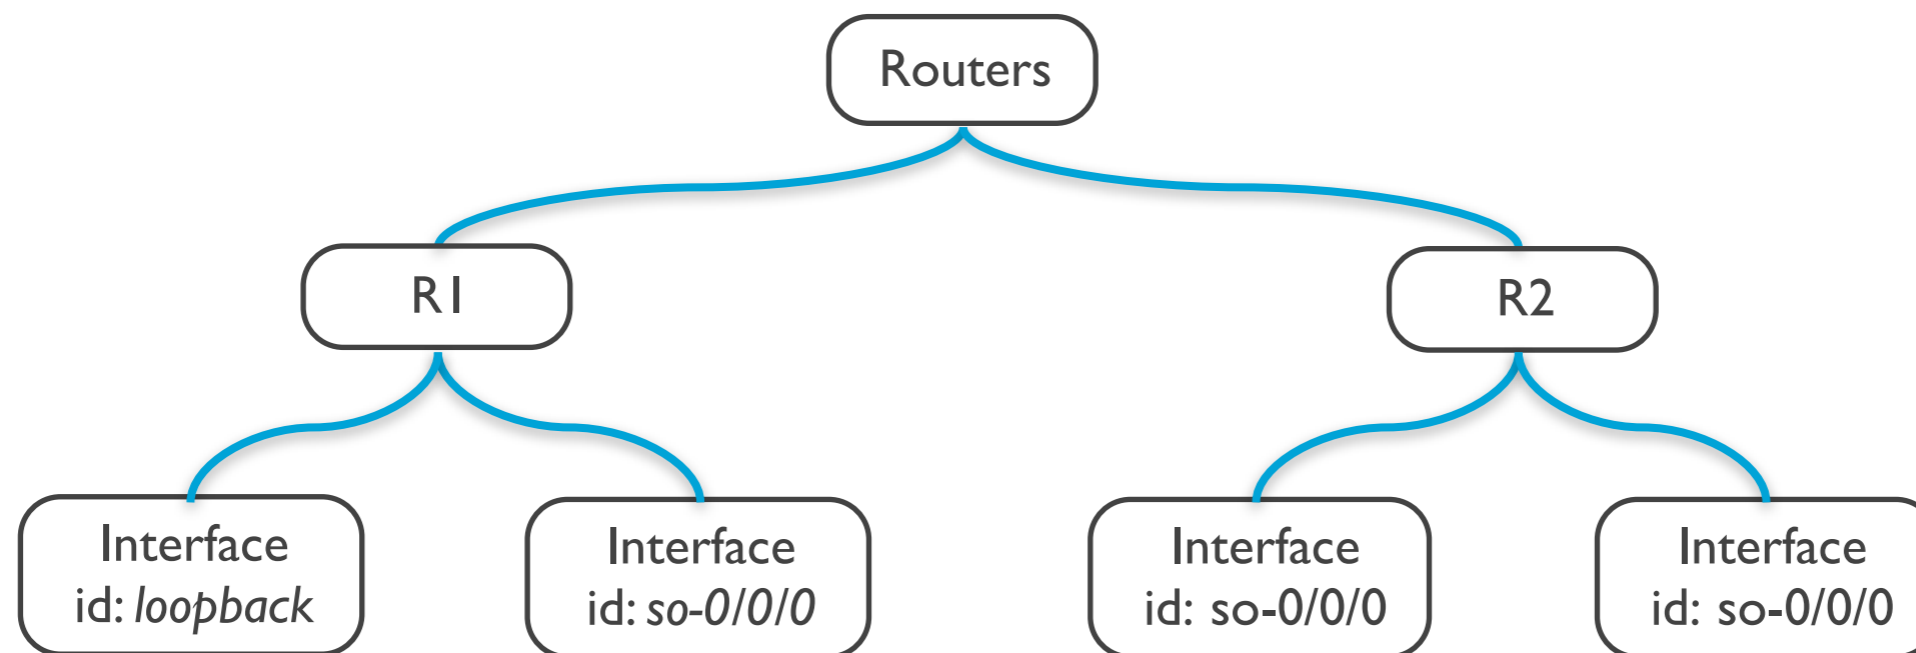 Routers
R1
R2
Interface
id: loopback
Interface
id: so-0/0/0
Interface
id: so-0/0/0
Interface
id: so-0/0/0